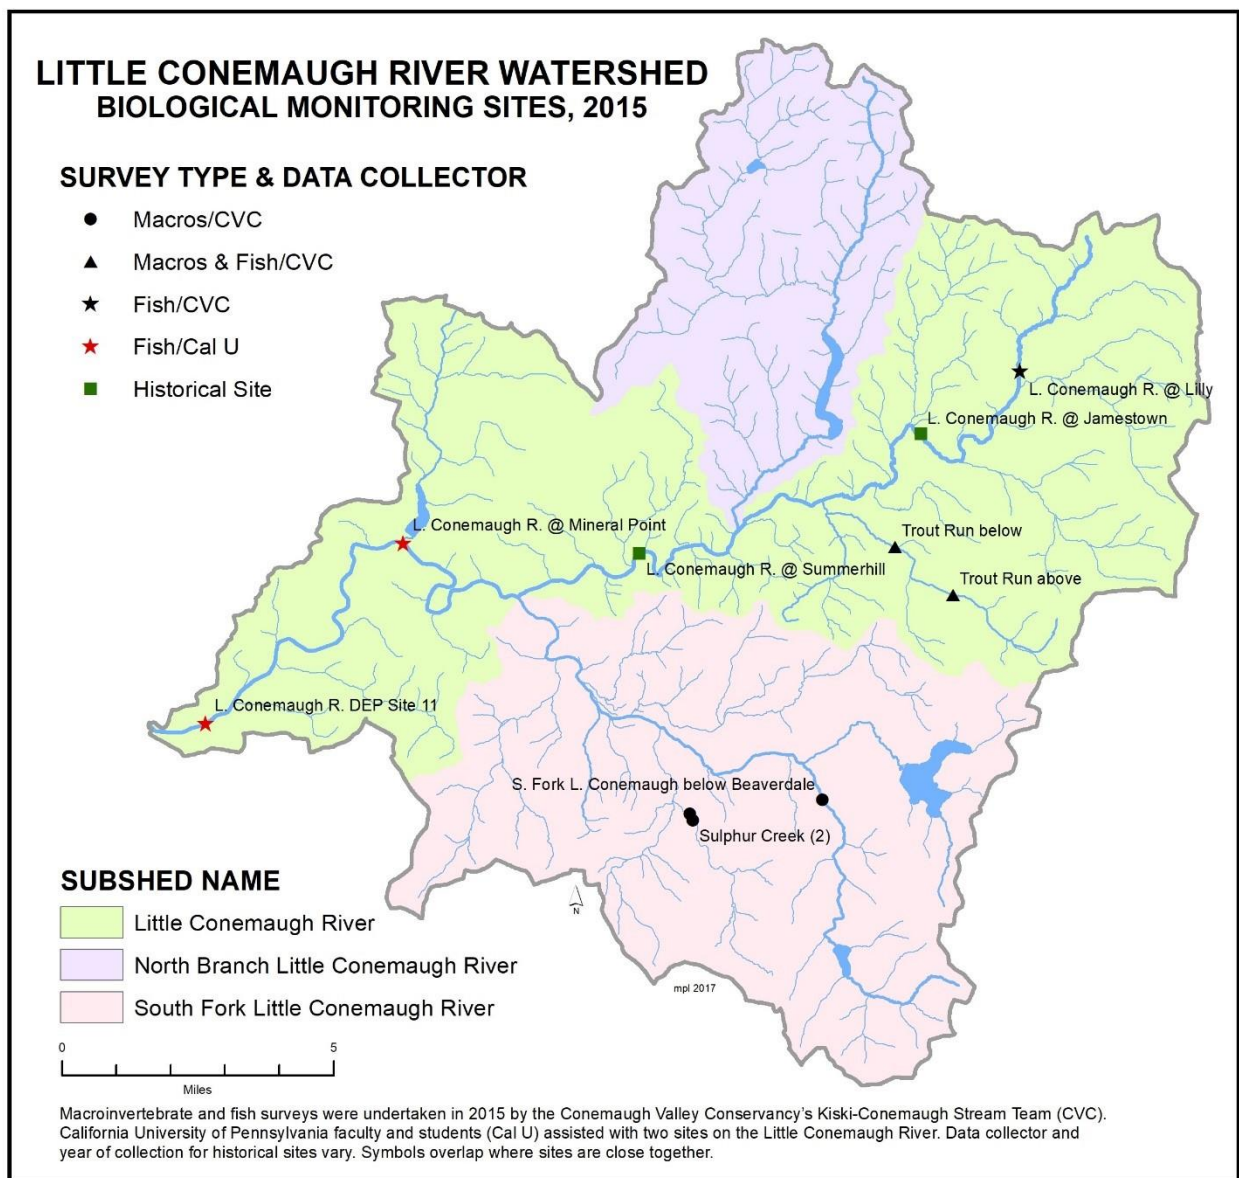 LITTLE CONEMAUGH RIVER WATERSHED
BIOLOGICAL MONITORING SITES, 2015
SURVEY TYPE & DATA COLLECTOR
Macros/CVC
Macros & Fish/CVC
Fish/CVC
Fish/Cal U
Historical Site
L. Conemaugh R. @ Lilly
L. Conemaugh R. @ Jamestown
L. Conemaugh R. @ Mineral Point
Trout Run below
L. Conemaugh R. @ Summerhill
Trout Run above
L. Conemaugh R. DEP Site 11
S. Fork L. Conemaugh below Beaverdale
Sulphur Creek (2)
SUBSHED NAME
Little Conemaugh River
North Branch Little Conemaugh River
South Fork Little Conemaugh River
N
mpl 2017
0 5
Miles
Macroinvertebrate and fish surveys were undertaken in 2015 by the Conemaugh Valley Conservancy's Kiski-Conemaugh Stream Team (CVC).
California University of Pennsylvania faculty and students (Cal U) assisted with two sites on the Little Conemaugh River. Data collector and
year of collection for historical sites vary. Symbols overlap where sites are close together.